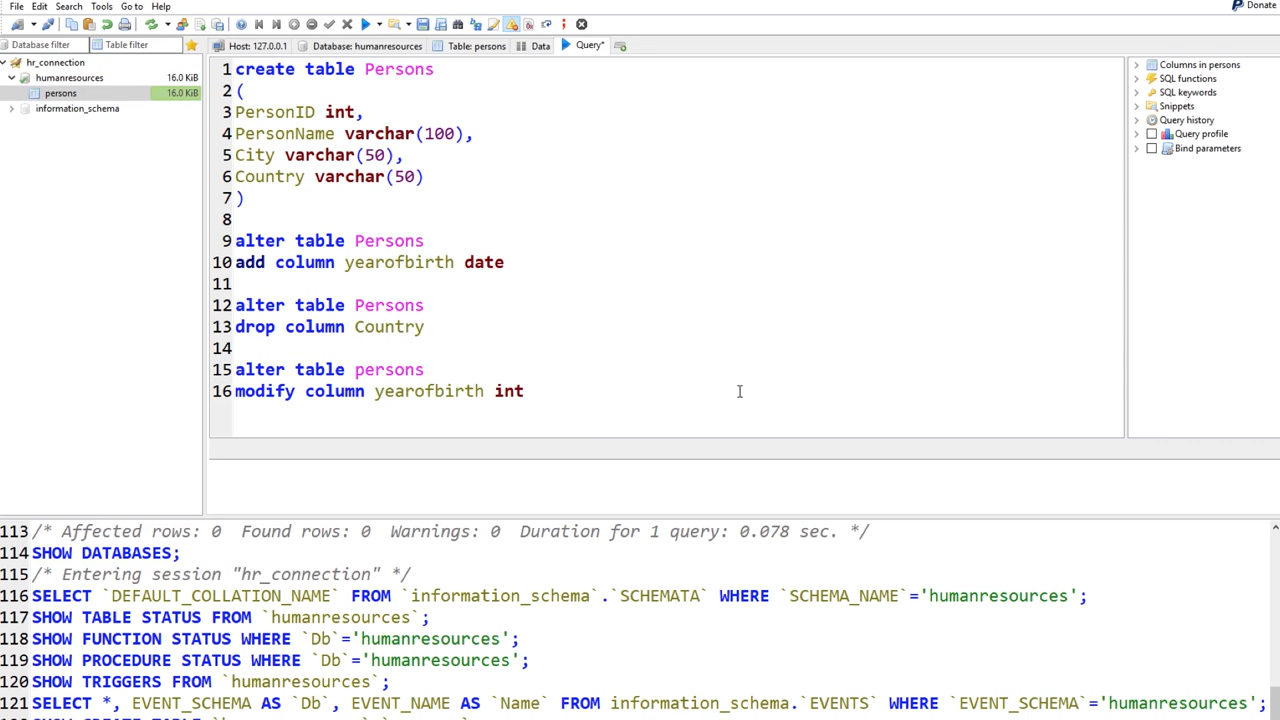 File Edit Search Tools Go to Help
Donate
Database filter Table filter Host: 127.0.0.1 Database: humanresources Table: persons Data Query*
hr_connection
humanresources 16.0 KiB
persons 16.0 KiB
information_schema
1 create table Persons
2 (
3 PersonID int,
4 PersonName varchar(100),
5 City varchar(50),
6 Country varchar(50)
7 )
8
9 alter table Persons
10 add column yearofbirth date
11
12 alter table Persons
13 drop column Country
14
15 alter table persons
16 modify column yearofbirth int
Columns in persons
SQL functions
SQL keywords
Snippets
Query history
Query profile
Bind parameters
113 /* Affected rows: 0  Found rows: 0  Warnings: 0  Duration for 1 query: 0.078 sec. */
114 SHOW DATABASES;
115 /* Entering session "hr_connection" */
116 SELECT `DEFAULT_COLLATION_NAME` FROM `information_schema`.`SCHEMATA` WHERE `SCHEMA_NAME`='humanresources';
117 SHOW TABLE STATUS FROM `humanresources`;
118 SHOW FUNCTION STATUS WHERE `Db`='humanresources';
119 SHOW PROCEDURE STATUS WHERE `Db`='humanresources';
120 SHOW TRIGGERS FROM `humanresources`;
121 SELECT *, EVENT_SCHEMA AS `Db`, EVENT_NAME AS `Name` FROM information_schema.`EVENTS` WHERE `EVENT_SCHEMA`='humanresources';